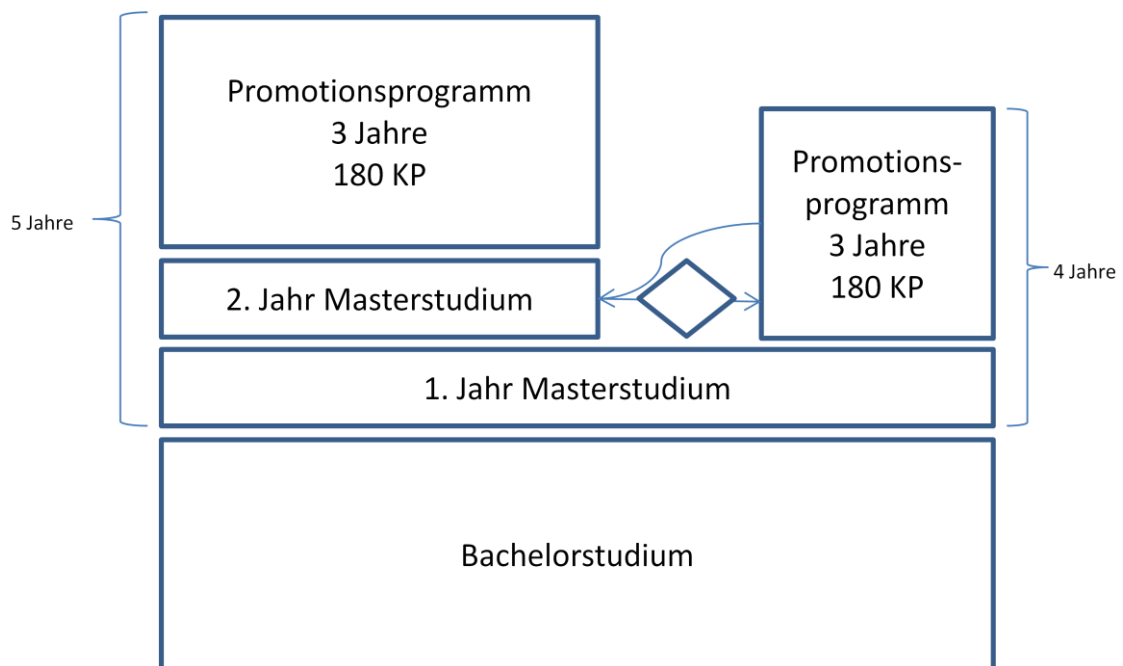 Promotionsprogramm
3 Jahre
180 KP
Promotions-
programm
3 Jahre
180 KP
5 Jahre
4 Jahre
2. Jahr Masterstudium
1. Jahr Masterstudium
Bachelorstudium